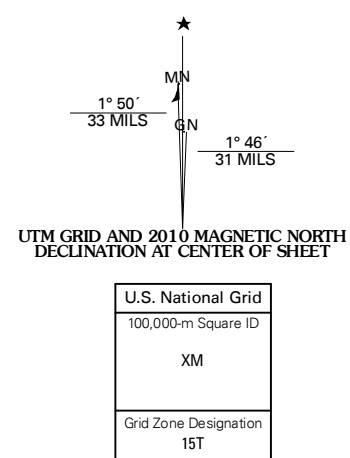 MN
1° 50´
33 MILS
GN
1° 46´
31 MILS
UTM GRID AND 2010 MAGNETIC NORTH
DECLINATION AT CENTER OF SHEET
U.S. National Grid
100,000-m Square ID
XM
Grid Zone Designation
15T